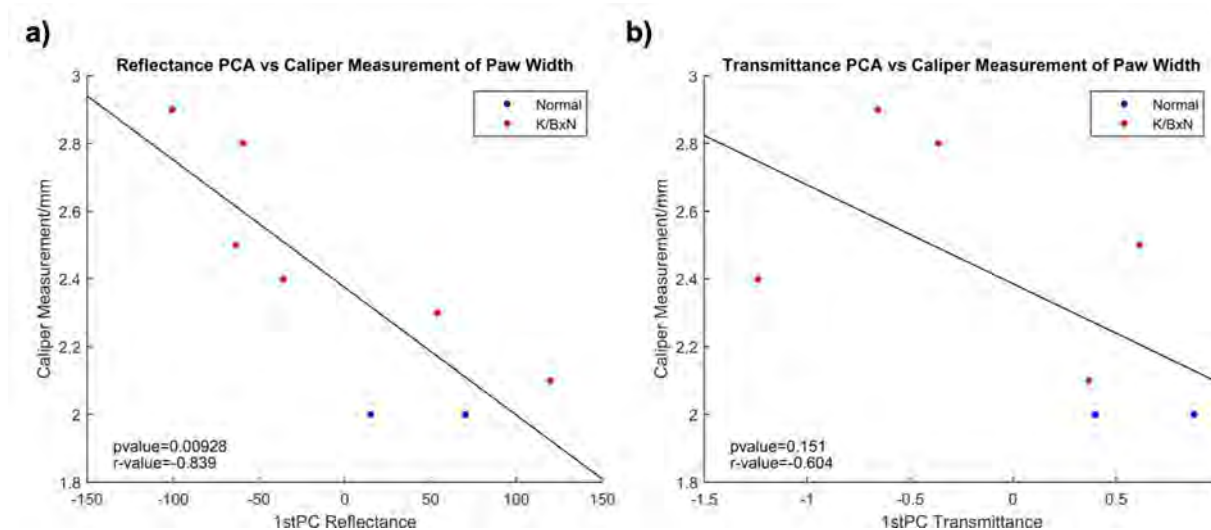 a)
Reflectance PCA vs Caliper Measurement of Paw Width
3
2.8
2.6
2.4
2.2
2
1.8
Caliper Measurement/mm
Normal
K/BxN
pvalue=0.00928
r-value=-0.839
-150 -100 -50 0 50 100 150
1stPC Reflectance
b)
Transmittance PCA vs Caliper Measurement of Paw Width
3
2.8
2.6
2.4
2.2
2
1.8
Caliper Measurement/mm
Normal
K/BxN
pvalue=0.151
r-value=-0.604
-1.5 -1 -0.5 0 0.5
1stPC Transmittance